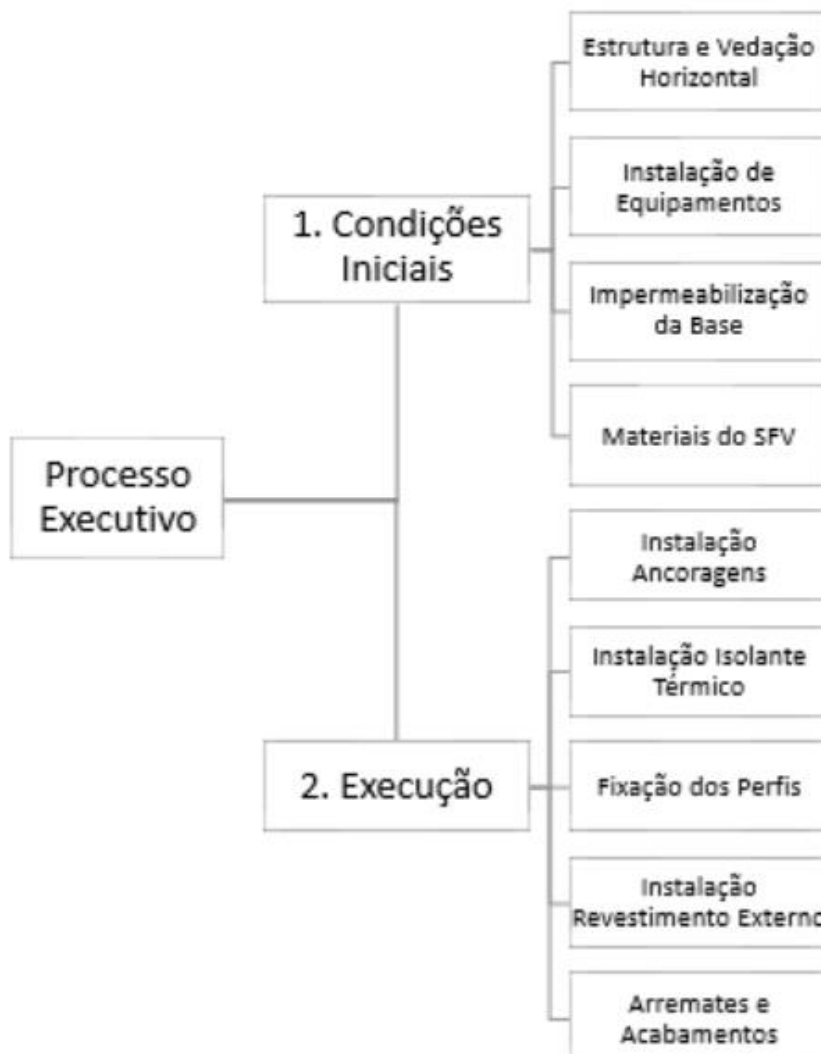 Processo
Executivo
1. Condições
Iniciais
Estrutura e Vedação
Horizontal
Instalação de
Equipamentos
Impermeabilização
da Base
Materiais do SFV
2. Execução
Instalação
Ancoragens
Instalação Isolante
Térmico
Fixação dos Perfis
Instalação
Revestimento Externo
Arremates e
Acabamentos